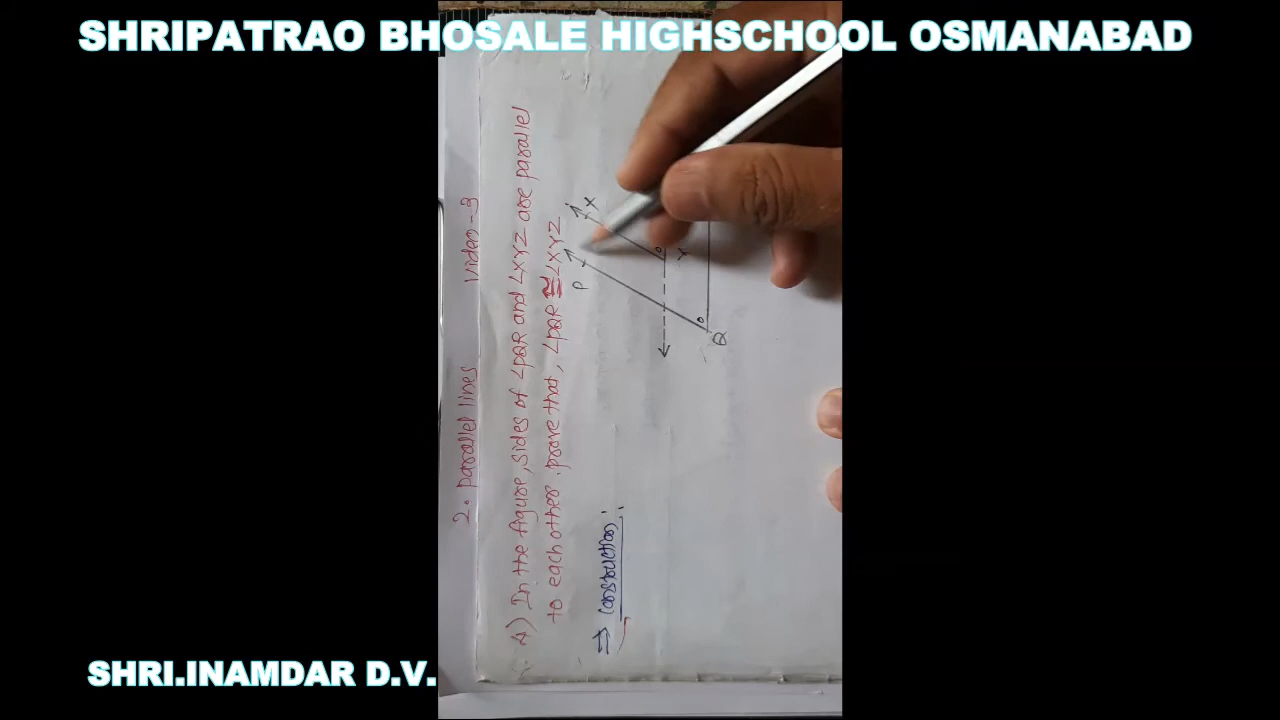 SHRIPATRAO BHOSALE HIGHSCHOOL OSMANABAD
2. parallel lines Video-3
4) In the figure, sides of ∠PQR and ∠XYZ are parallel
to each other. prove that, ∠PQR ≅ ∠XYZ
⇒ Construction:
P
X
Y
Q
SHRI.INAMDAR D.V.